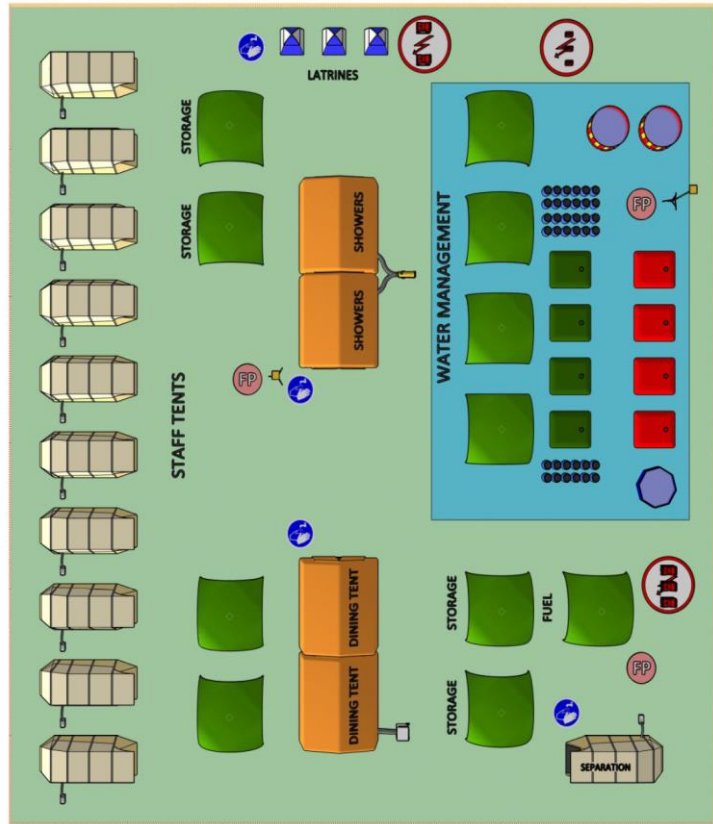 LATRINES
STORAGE
STORAGE
SHOWERS
SHOWERS
WATER MANAGEMENT
FP
FP
STAFF TENTS
DINING TENT
DINING TENT
STORAGE
FUEL
STORAGE
FP
SEPARATION